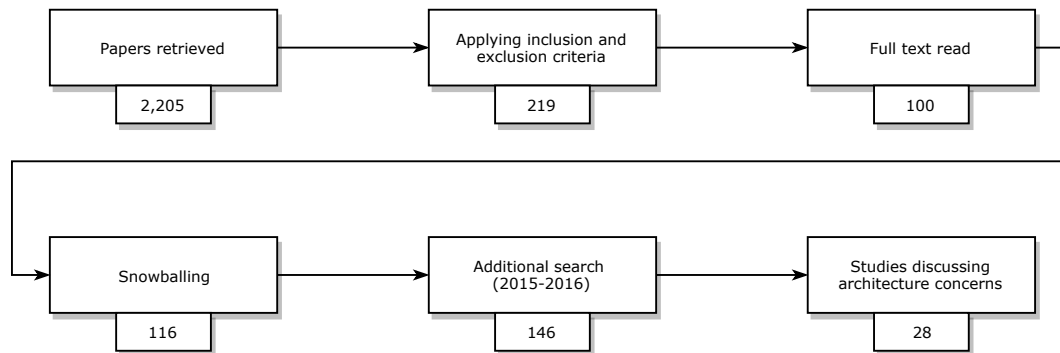 Papers retrieved
2,205
Applying inclusion and
exclusion criteria
219
Full text read
100
Snowballing
116
Additional search
(2015-2016)
146
Studies discussing
architecture concerns
28